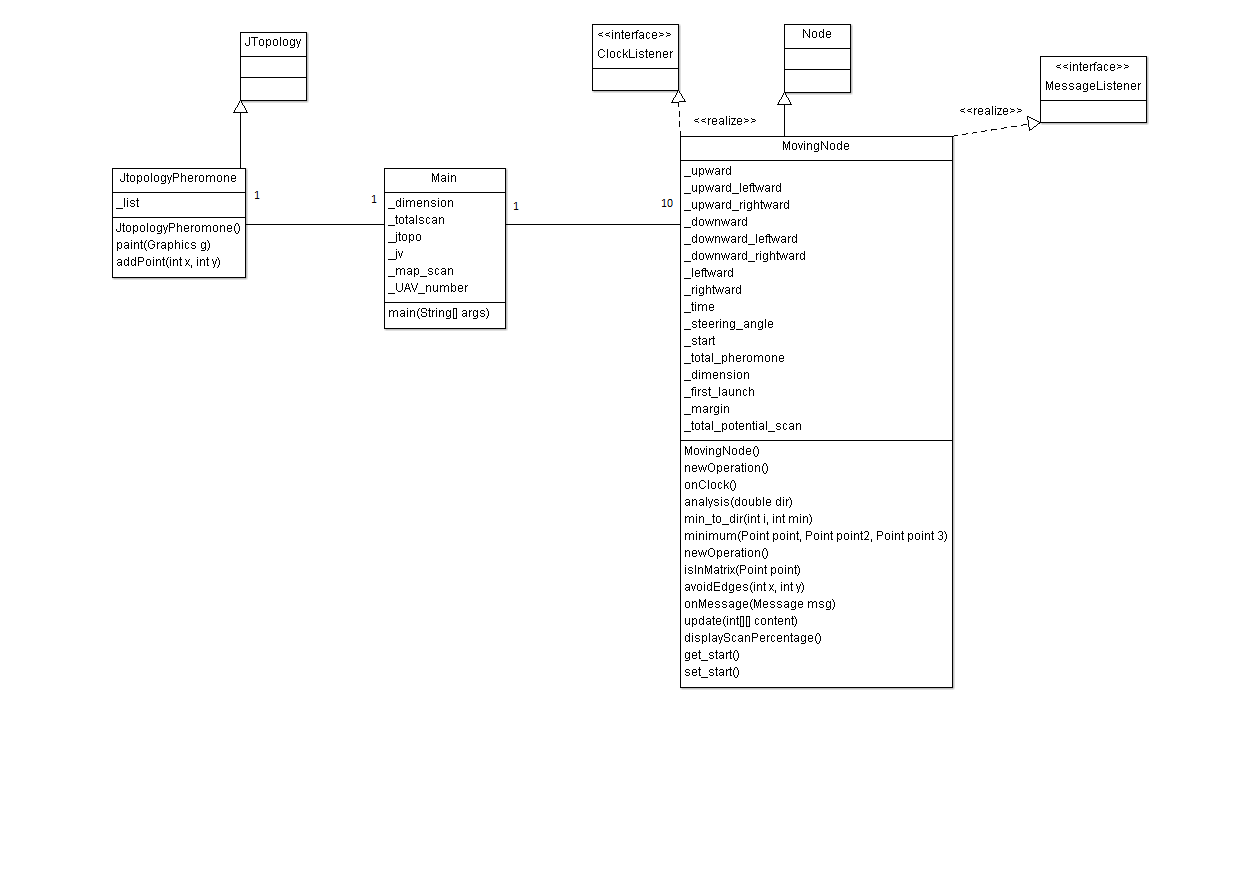 JTopology
<<interface>>
ClockListener
Node
<<interface>>
MessageListener
<<realize>>
<<realize>>
JtopologyPheromone
_list
JtopologyPheromone()
paint(Graphics g)
addPoint(int x, int y)
1
1
Main
_dimension
_totalscan
_jtopo
_jv
_map_scan
_UAV_number
main(String[] args)
1
10
MovingNode
_upward
_upward_leftward
_upward_rightward
_downward
_downward_leftward
_downward_rightward
_leftward
_rightward
_time
_steering_angle
_start
_total_pheromone
_dimension
_first_launch
_margin
_total_potential_scan
MovingNode()
newOperation()
onClock()
analysis(double dir)
min_to_dir(int i, int min)
minimum(Point point, Point point2, Point point 3)
newOperation()
isInMatrix(Point point)
avoidEdges(int x, int y)
onMessage(Message msg)
update(int[][] content)
displayScanPercentage()
get_start()
set_start()